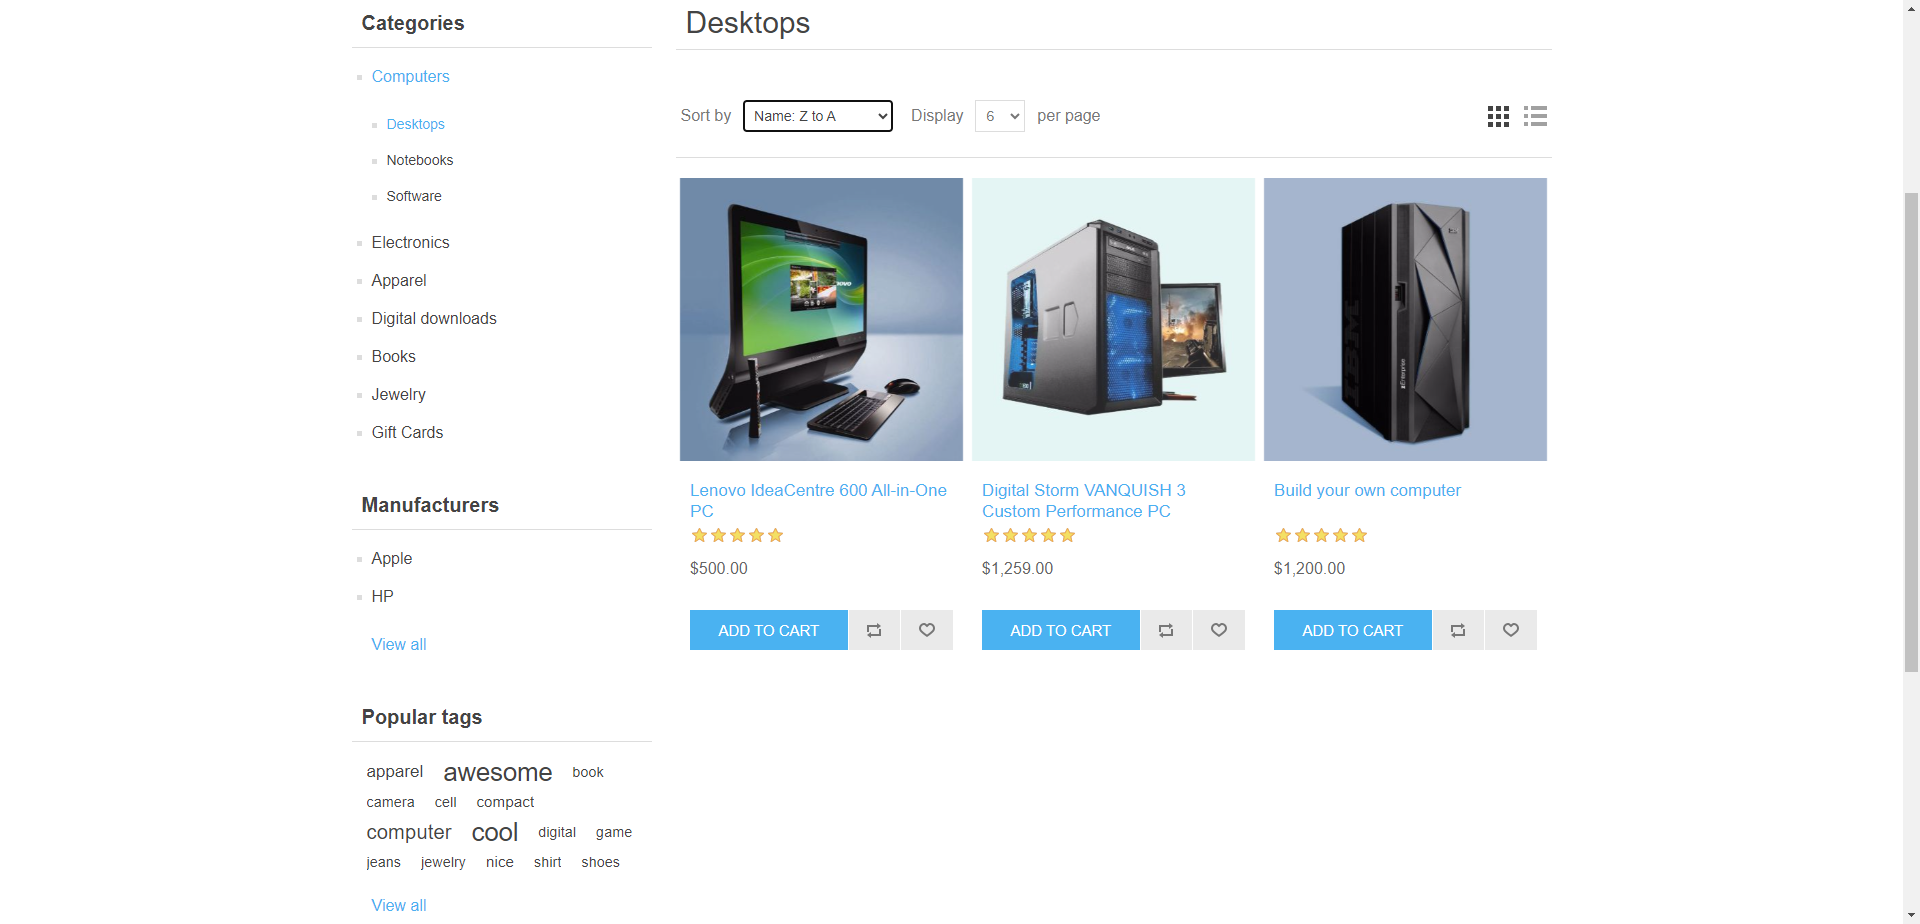 Categories
Computers
Desktops
Notebooks
Software
Electronics
Apparel
Digital downloads
Books
Jewelry
Gift Cards
Manufacturers
Apple
HP
View all
Popular tags
apparel awesome book
camera cell compact
computer cool digital game
jeans jewelry nice shirt shoes
View all
Desktops
Sort by Name: Z to A Display 6 per page
Lenovo IdeaCentre 600 All-in-One
PC
$500.00
ADD TO CART
Digital Storm VANQUISH 3
Custom Performance PC
$1,259.00
ADD TO CART
IBM
Build your own computer
$1,200.00
ADD TO CART